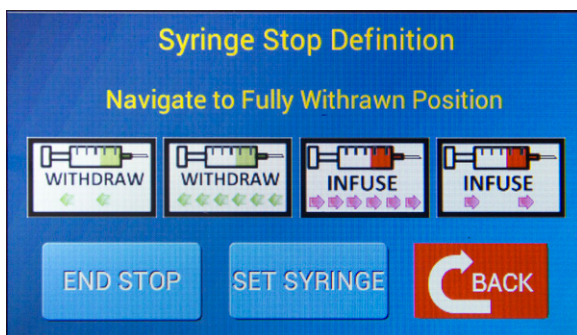 Syringe Stop Definition
Navigate to Fully Withrawn Position
WITHDRAW WITHDRAW INFUSE INFUSE
END STOP SET SYRINGE BACK